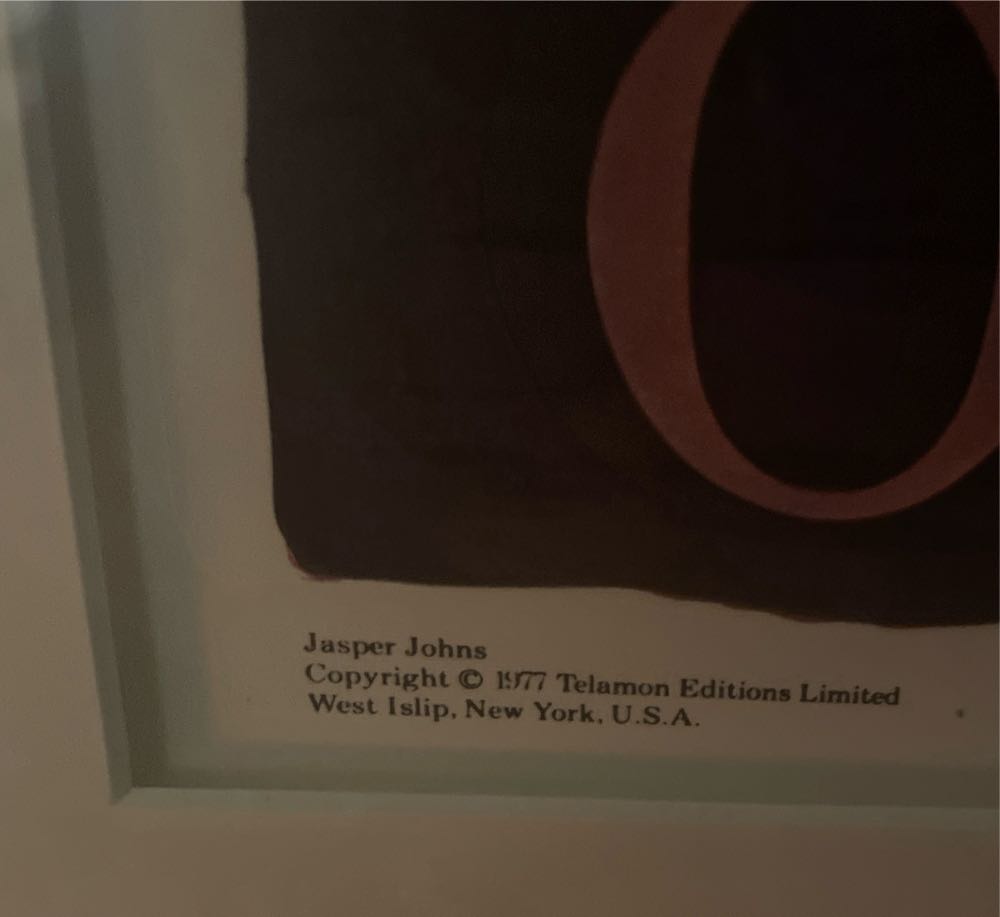 O
Jasper Johns
Copyright © 1977 Telamon Editions Limited
West Islip, New York, U.S.A.